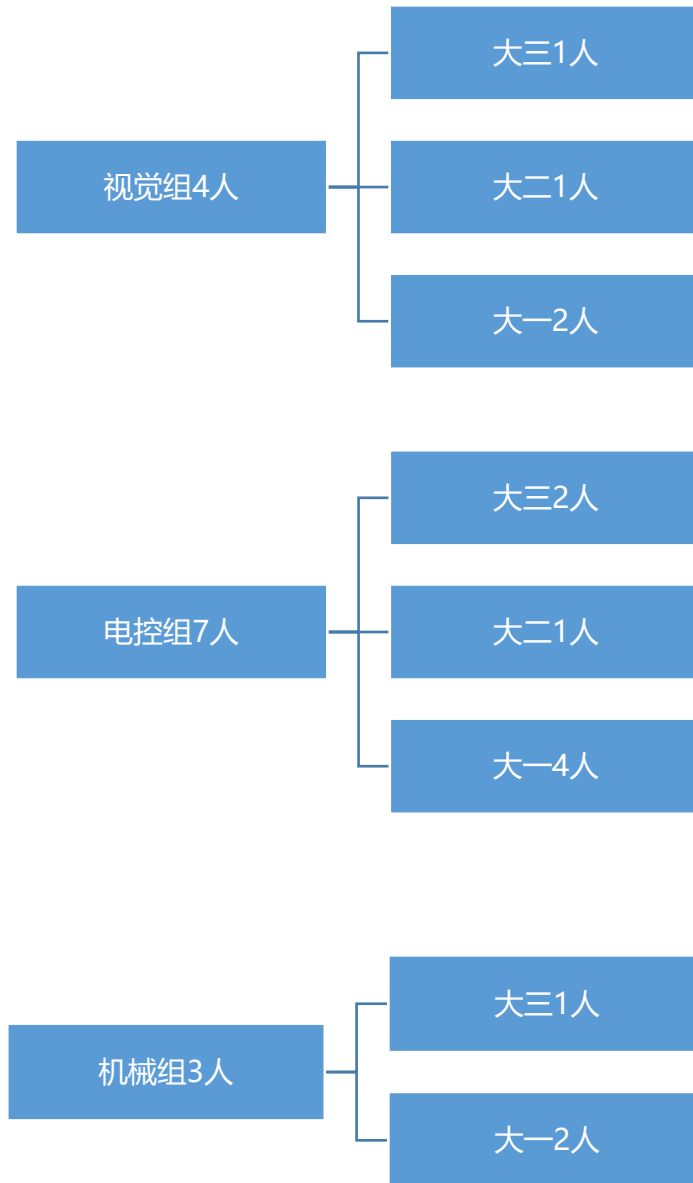 视觉组4人
大三1人
大二1人
大一2人
电控组7人
大三2人
大二1人
大一4人
机械组3人
大三1人
大一2人